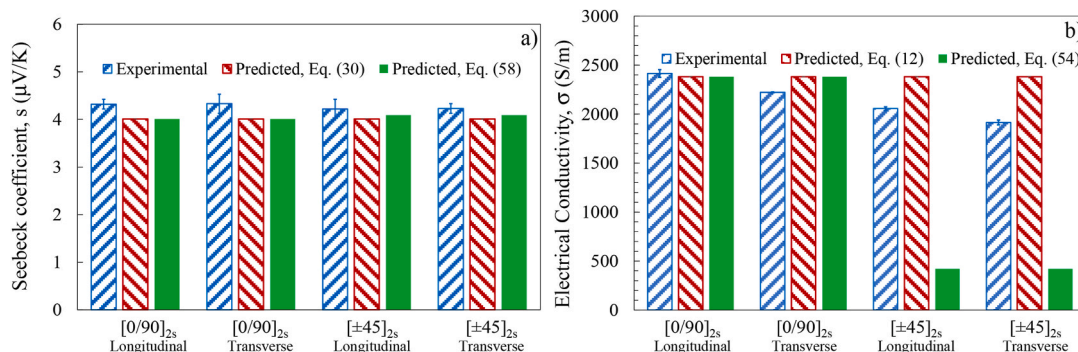 a)
Experimental Predicted, Eq. (30) Predicted, Eq. (58)
Seebeck coefficient, s (µV/K)
6
5
4
3
2
1
0
[0/90]2s [0/90]2s [±45]2s [±45]2s
Longitudinal Transverse Longitudinal Transverse
b)
Experimental Predicted, Eq. (12) Predicted, Eq. (54)
Electrical Conductivity, σ (S/m)
3000
2500
2000
1500
1000
500
0
[0/90]2s [0/90]2s [±45]2s [±45]2s
Longitudinal Transverse Longitudinal Transverse